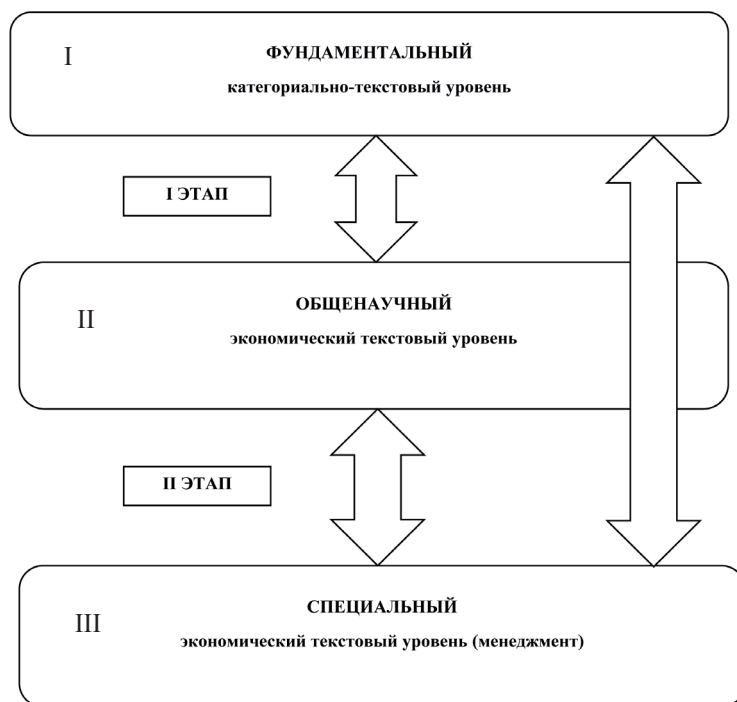 I
ФУНДАМЕНТАЛЬНЫЙ
категориально-текстовый уровень
I ЭТАП
II
ОБЩЕНАУЧНЫЙ
экономический текстовый уровень
II ЭТАП
III
СПЕЦИАЛЬНЫЙ
экономический текстовый уровень (менеджмент)